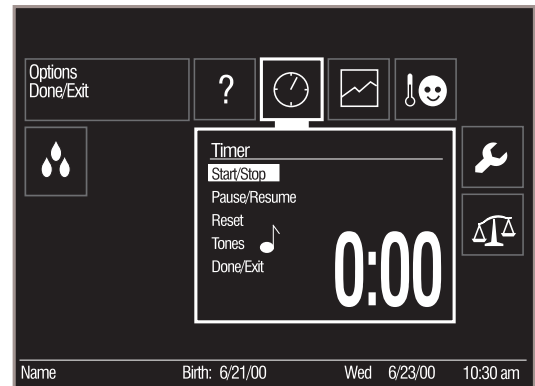 Options
Done/Exit
?
Timer
Start/Stop
Pause/Resume
Reset
Tones
Done/Exit
0:00
Name Birth: 6/21/00 Wed 6/23/00 10:30 am